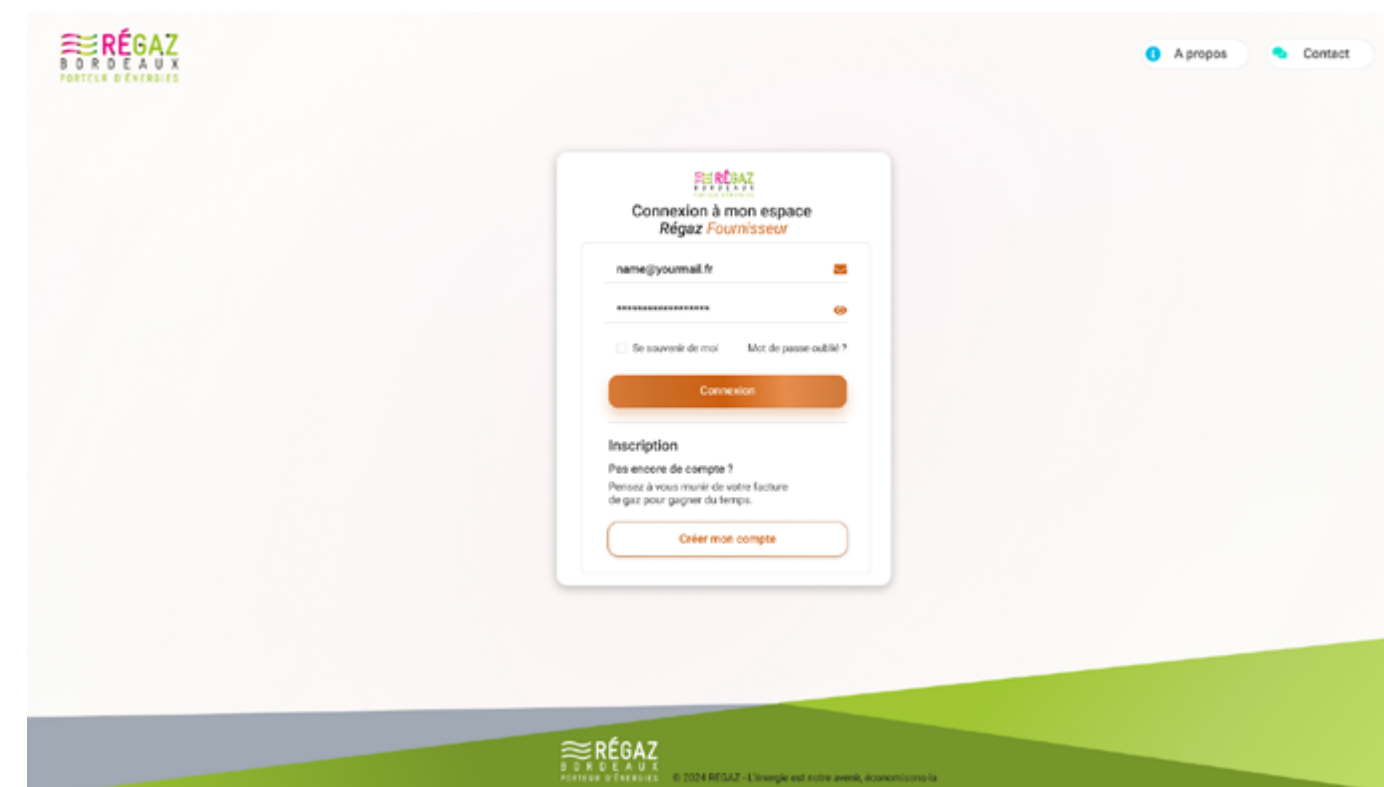 RÉGAZ
BORDEAUX
PORTEUR D'ÉNERGIES
A propos
Contact
RÉGAZ
BORDEAUX
Connexion à mon espace
Régaz Fournisseur
name@yourmail.fr
******************
Se souvenir de moi
Mot de passe oublié ?
Connexion
Inscription
Pas encore de compte ?
Pensez à vous munir de votre facture
de gaz pour gagner du temps.
Créer mon compte
RÉGAZ
BORDEAUX
PORTEUR D'ÉNERGIES
© 2024 REGAZ - L'énergie est notre avenir, économisons-la